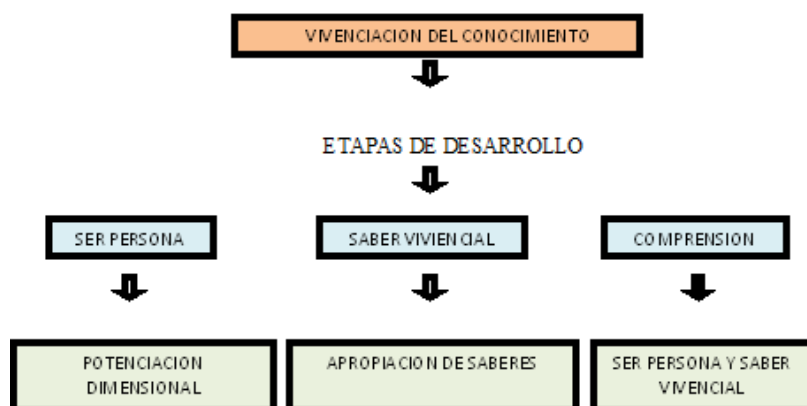 VIVENCIACION DEL CONOCIMIENTO
ETAPAS DE DESARROLLO
SER PERSONA
SABER VIVIENCIAL
COMPRENSION
POTENCIACION
DIMENSIONAL
APROPIACION DE SABERES
SER PERSONA Y SABER
VIVENCIAL